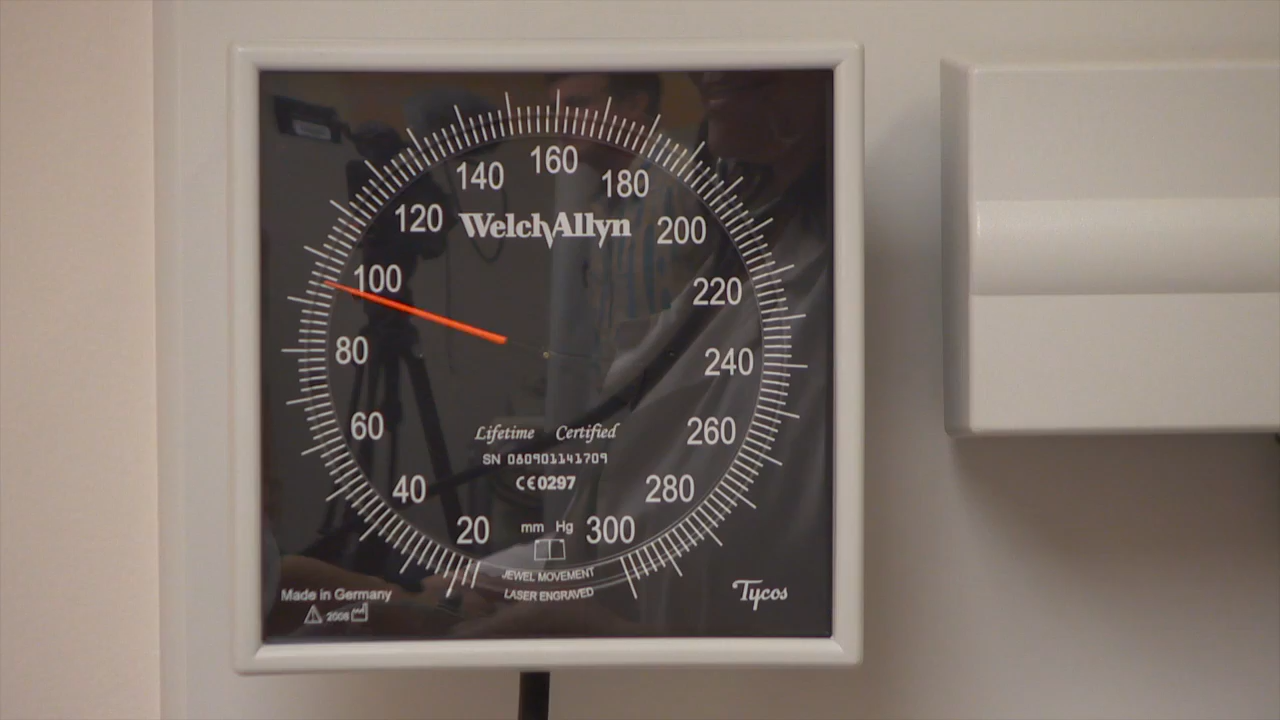 160
140 180
120 WelchAllyn 200
100 220
80 240
60 260
Lifetime Certified
SN 080901141709
CE0297
40 280
20 mm Hg 300
JEWEL MOVEMENT
LASER ENGRAVED
Made in Germany
2008
Tycos